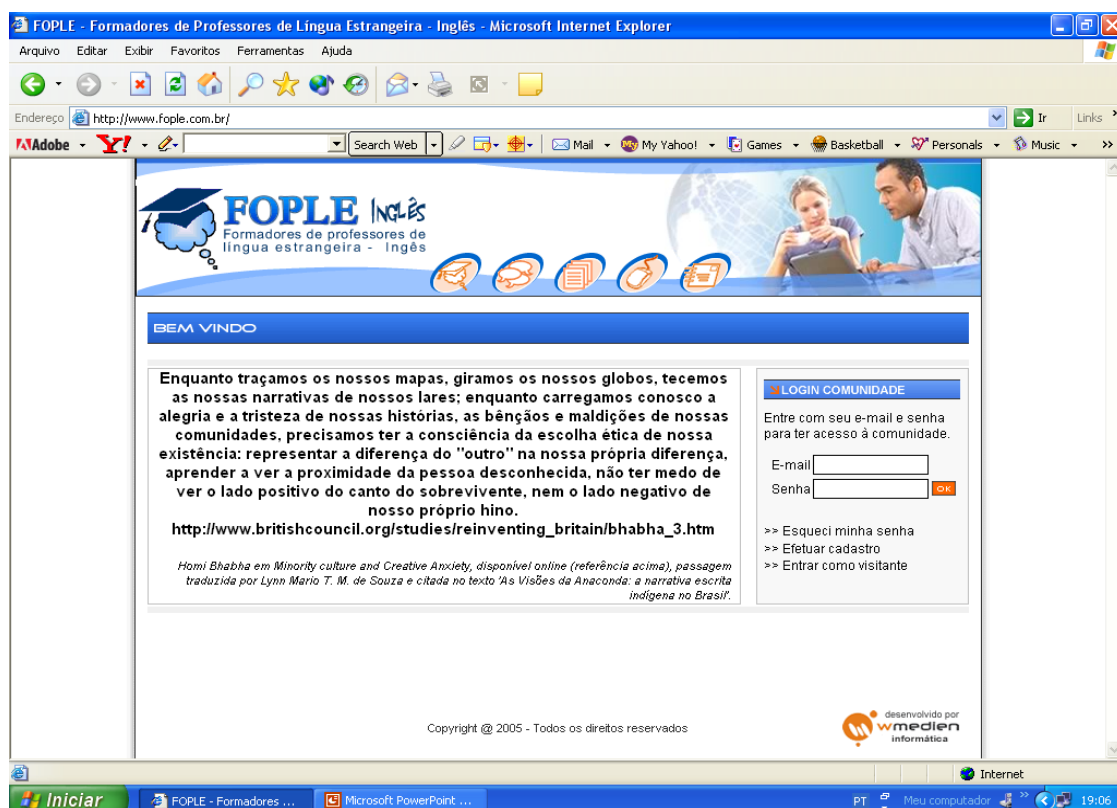 FOPLE - Formadores de Professores de Língua Estrangeira - Inglês - Microsoft Internet Explorer
Arquivo Editar Exibir Favoritos Ferramentas Ajuda
Endereço http://www.fople.com.br/ Ir Links
Adobe Y! Search Web Mail My Yahoo! Games Basketball Personals Music
FOPLE INGLÊS
Formadores de professores de
língua estrangeira - Ingês
BEM VINDO
Enquanto traçamos os nossos mapas, giramos os nossos globos, tecemos
as nossas narrativas de nossos lares; enquanto carregamos conosco a
alegria e a tristeza de nossas histórias, as bênçãos e maldições de nossas
comunidades, precisamos ter a consciência da escolha ética de nossa
existência: representar a diferença do "outro" na nossa própria diferença,
aprender a ver a proximidade da pessoa desconhecida, não ter medo de
ver o lado positivo do canto do sobrevivente, nem o lado negativo de
nosso próprio hino.
http://www.britishcouncil.org/studies/reinventing_britain/bhabha_3.htm
Homi Bhabha em Minority culture and Creative Anxiety, disponível online (referência acima), passagem
traduzida por Lynn Mario T. M. de Souza e citada no texto 'As Visões da Anaconda: a narrativa escrita
indígena no Brasil'.
LOGIN COMUNIDADE
Entre com seu e-mail e senha
para ter acesso à comunidade.
E-mail
Senha OK
>> Esqueci minha senha
>> Efetuar cadastro
>> Entrar como visitante
Copyright @ 2005 - Todos os direitos reservados
desenvolvido por
wmedien
informática
Internet
Iniciar FOPLE - Formadores ... Microsoft PowerPoint ... PT Meu computador 19:06